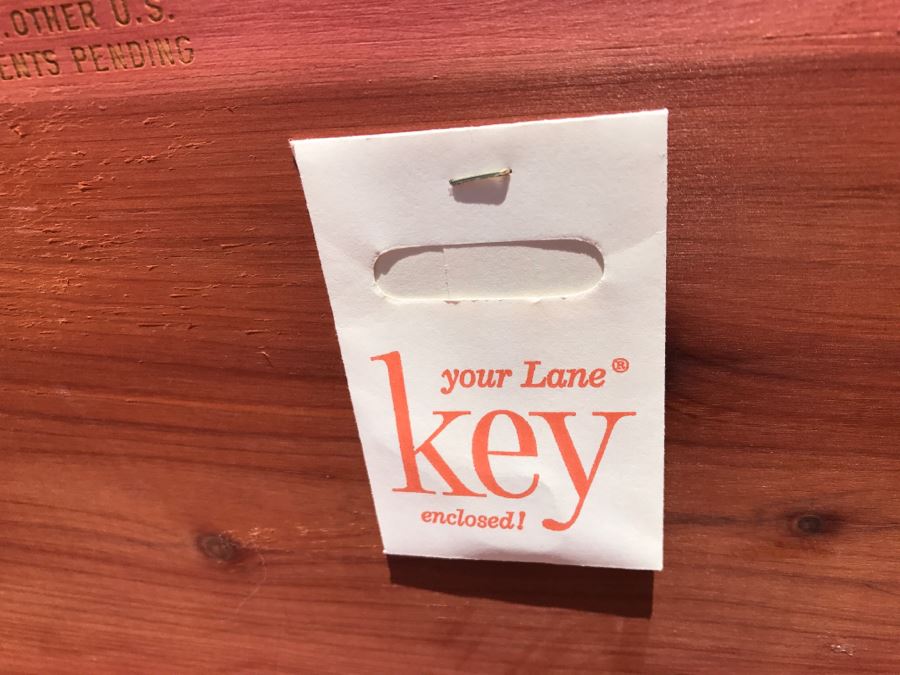 .OTHER U.S.
ENTS PENDING
your Lane®
key
enclosed!